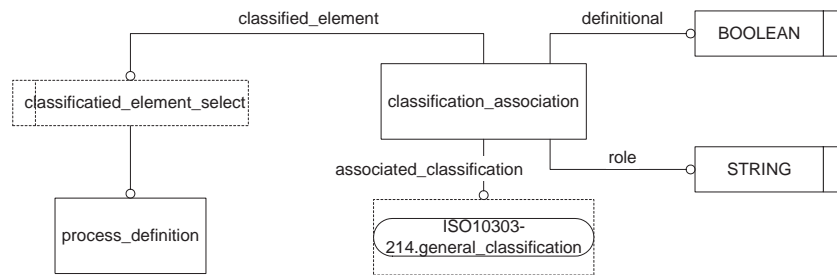 classified_element
definitional
BOOLEAN
classificatied_element_select
classification_association
associated_classification
role
STRING
process_definition
ISO10303-
214.general_classification